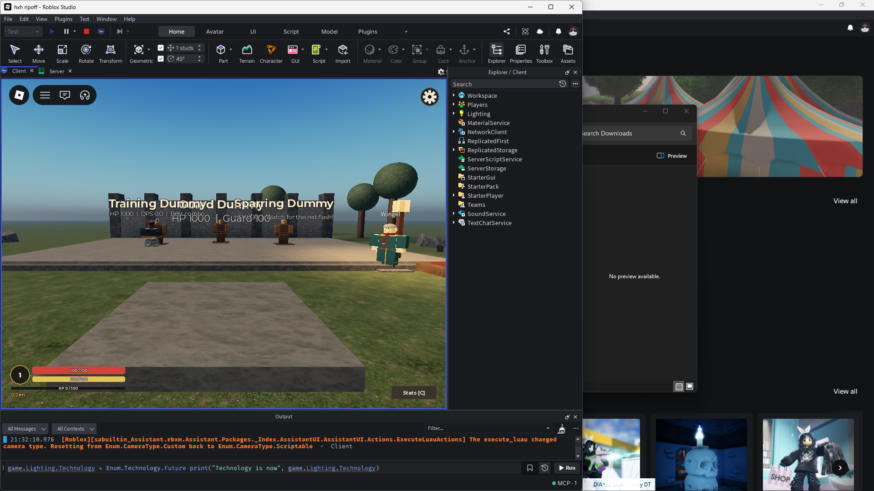 hxh ripoff - Roblox Studio
File Edit View Plugins Test Window Help
Test
Home Avatar UI Script Model Plugins
Select Move Scale Rotate Transform Geometric 1 studs 45° Part Terrain Character GUI Script Import Material Color Group Lock Anchor Explorer Properties Toolbox Assets
Client Server
Explorer / Client
Search
Workspace
Players
Lighting
MaterialService
NetworkClient
ReplicatedFirst
ReplicatedStorage
ServerScriptService
ServerStorage
StarterGui
StarterPack
StarterPlayer
Teams
SoundService
TextChatService
Training Dummy
Sparring Dummy
HP 1000 | Guard 100
1
Stats [C]
Output
All Messages All Contexts Filter...
21:32:10.976 [Roblox][sabuiltin_Assistant.rbxm.Assistant.Packages._Index.AssistantUI.AssistantUI.Actions.ExecuteLuauActions] The execute_luau changed
camera type. Resetting from Enum.CameraType.Custom back to Enum.CameraType.Scriptable - Client
game.Lighting.Technology = Enum.Technology.Future print("Technology is now", game.Lighting.Technology)
Run
MCP · 1
Search Downloads
Preview
No preview available.
View all
View all
SHOP